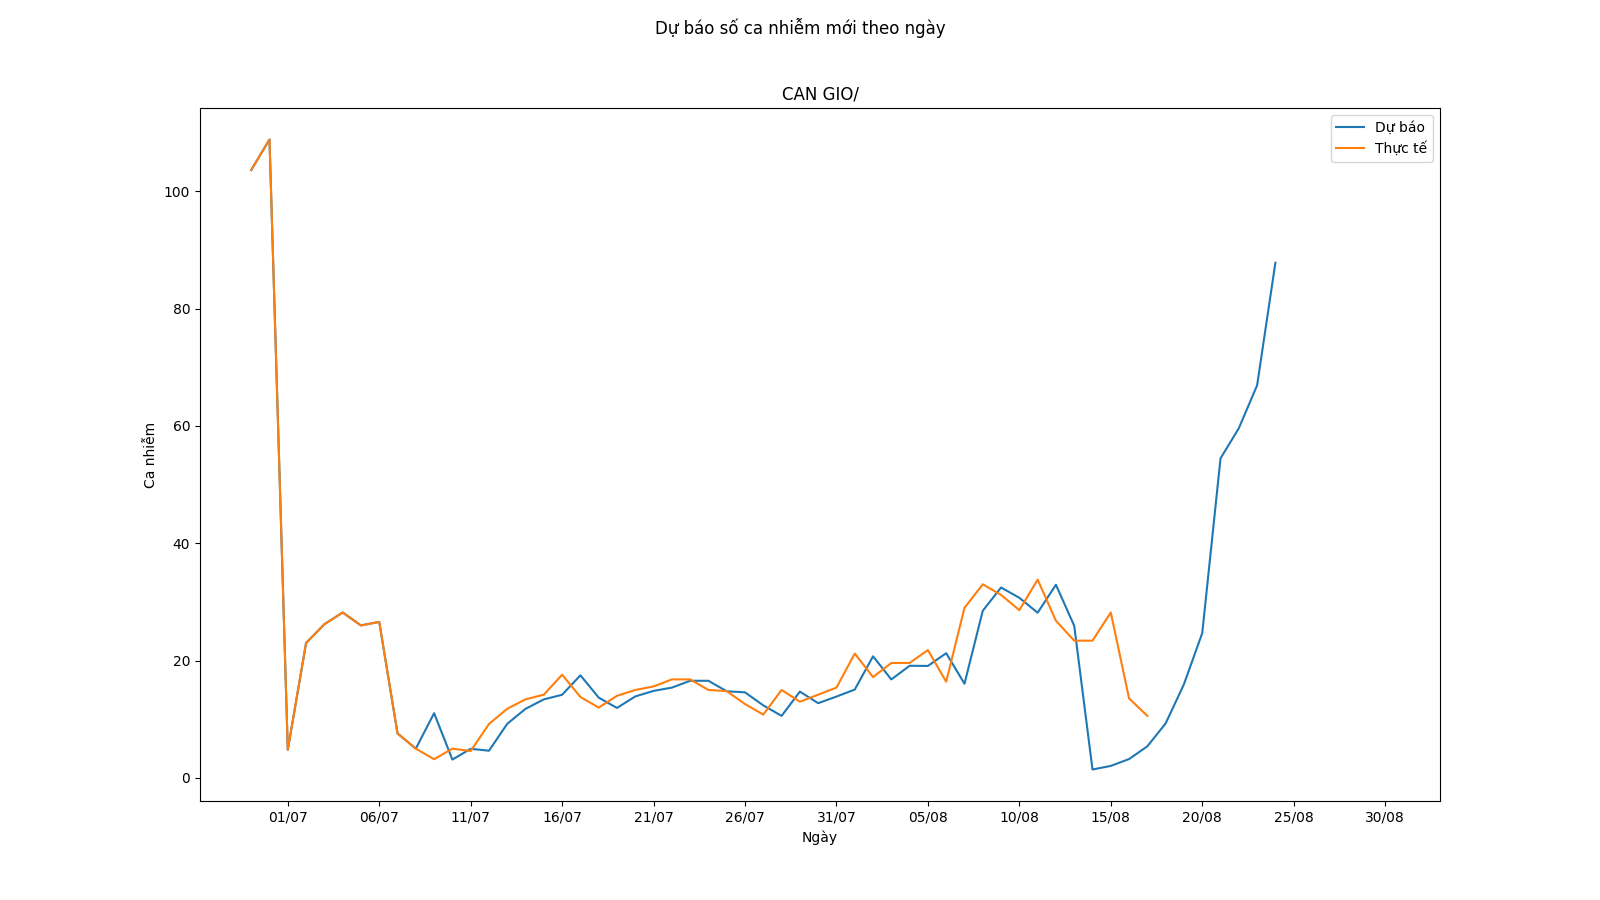 Dự báo số ca nhiễm mới theo ngày
CAN GIO/
Dự báo
Thực tế
Ca nhiễm
100
80
60
40
20
0
01/07 06/07 11/07 16/07 21/07 26/07 31/07 05/08 10/08 15/08 20/08 25/08 30/08
Ngày